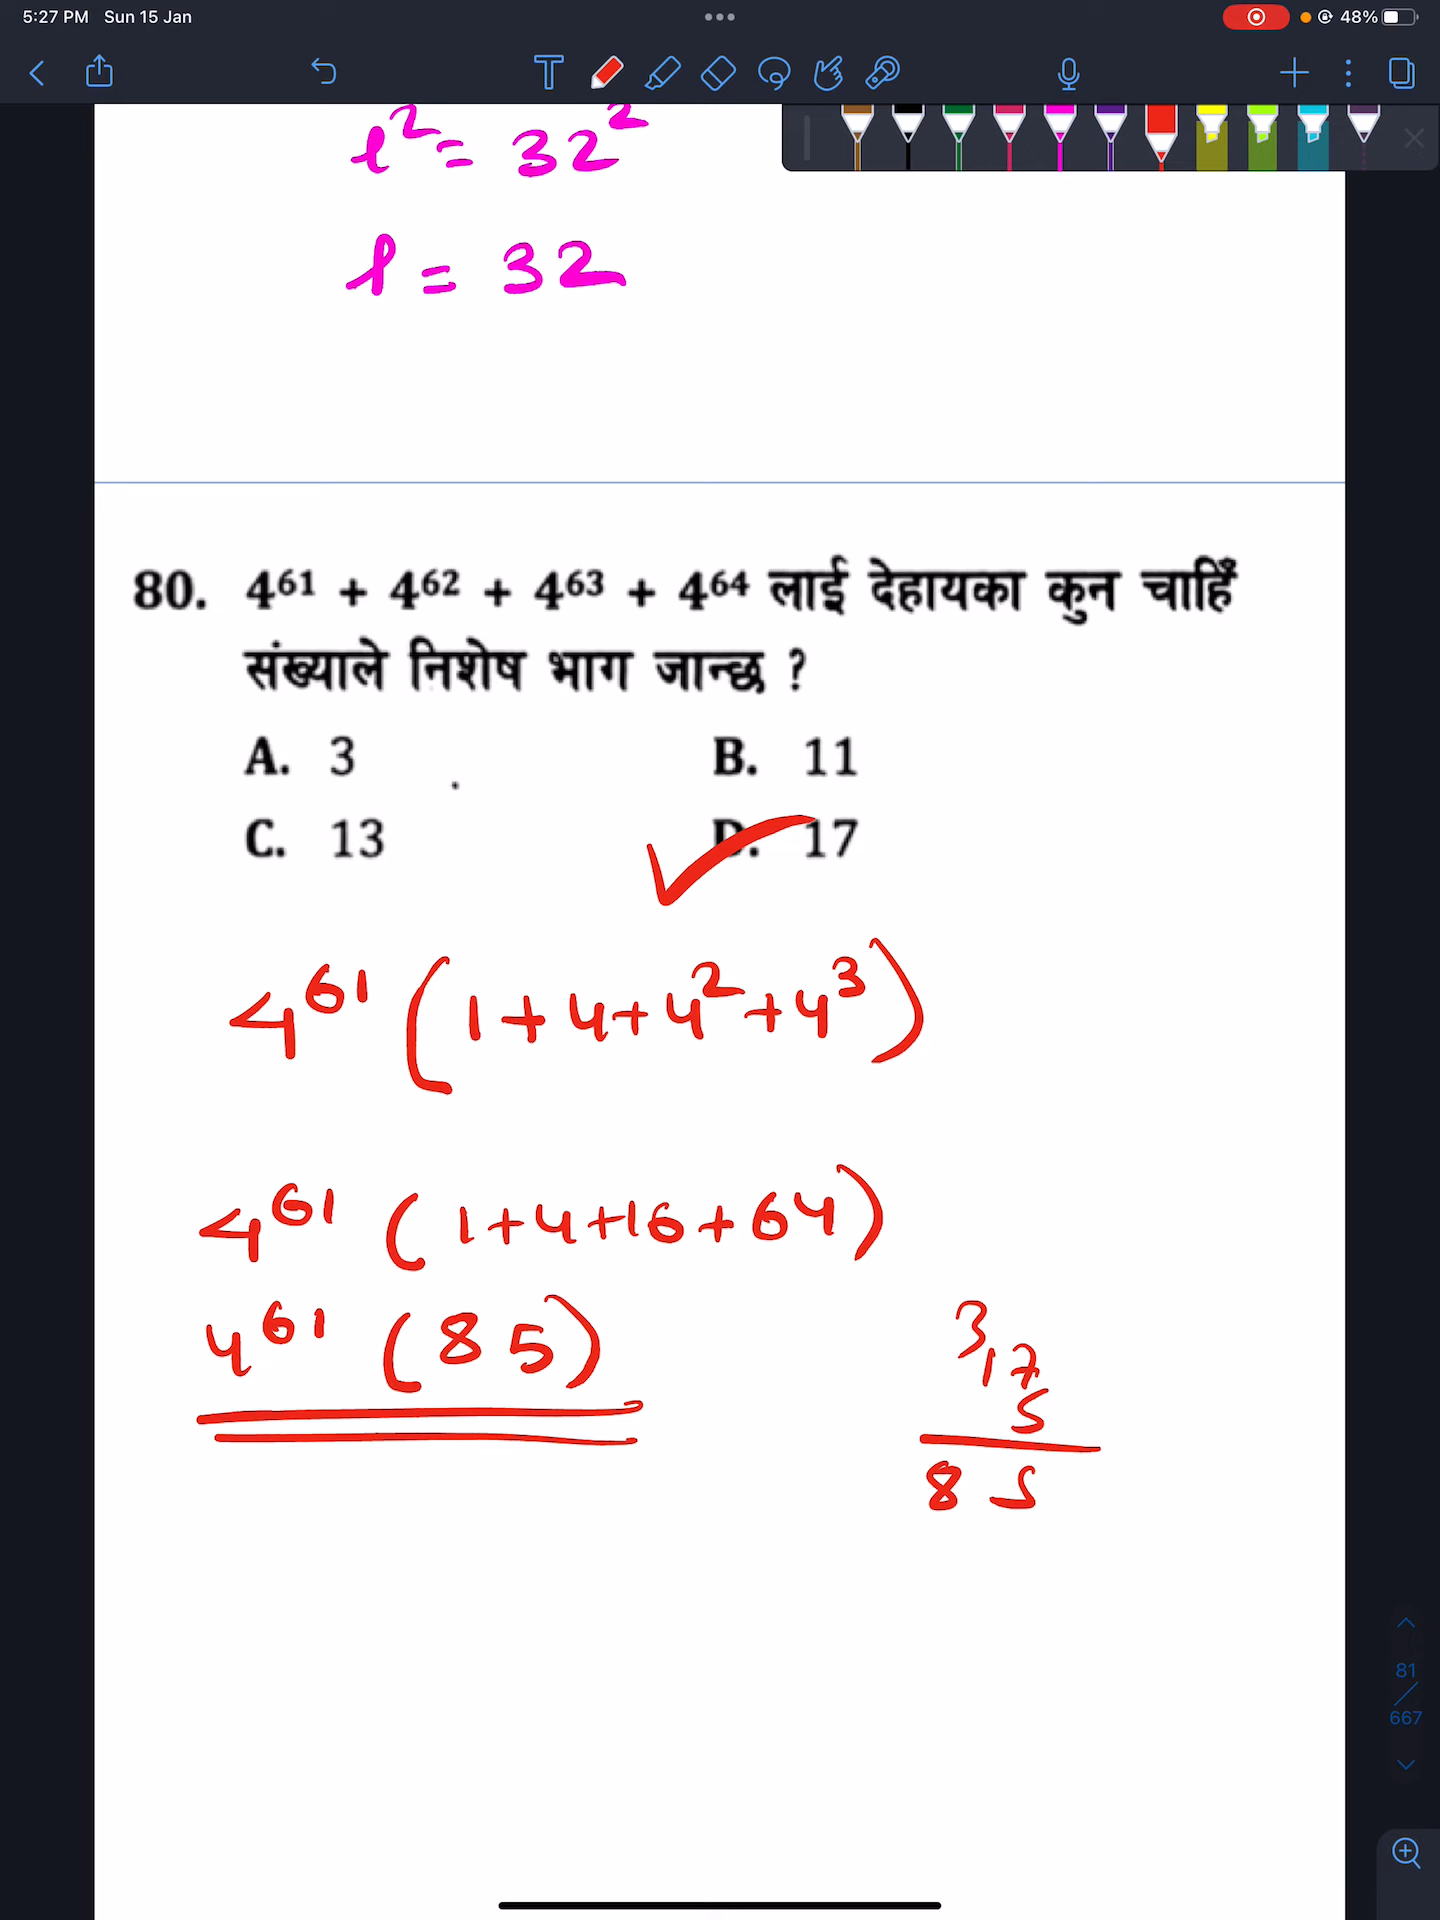 5:27 PM Sun 15 Jan
48%
l² = 32²
l = 32
80. 4⁶¹ + 4⁶² + 4⁶³ + 4⁶⁴ लाई देहायका कुन चाहिँ
संख्याले निशेष भाग जान्छ ?
A. 3 B. 11
C. 13 D. 17
4⁶¹ (1+4+4²+4³)
4⁶¹ (1+4+16+64)
4⁶¹ (85)
3
17
5
85
81
/
667